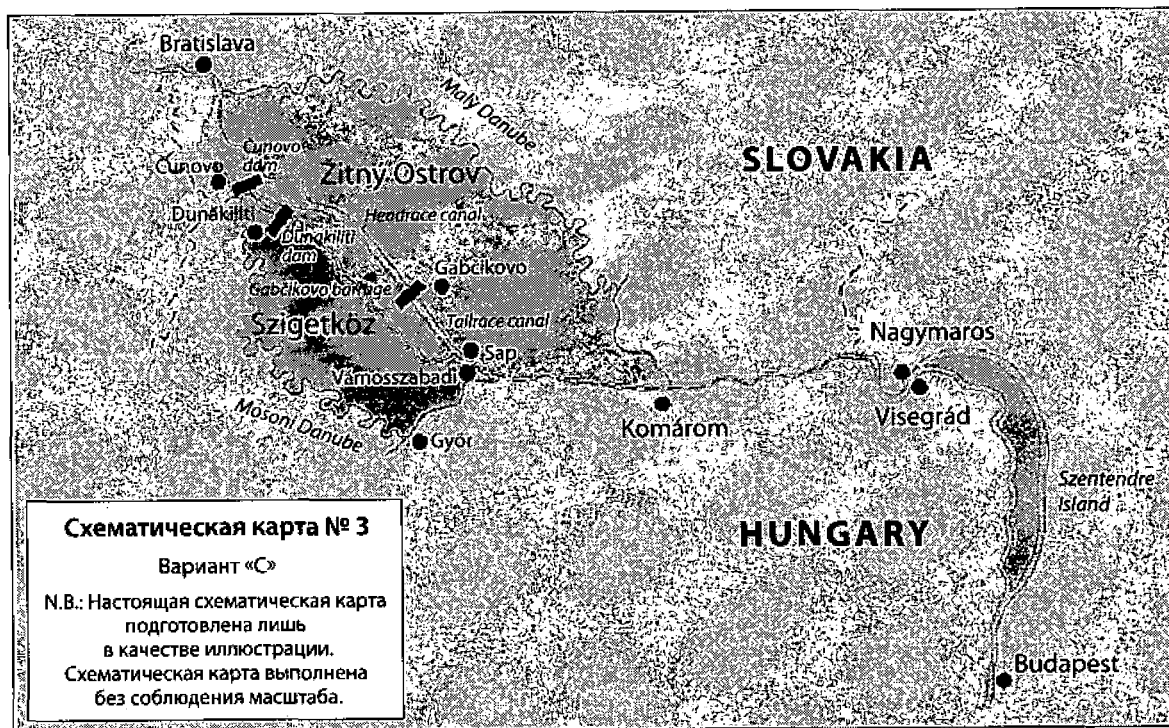 Bratislava
Maly Danube
SLOVAKIA
Cunovo
dam
Cunovo
Zitny Ostrov
Dunakiliti
Headrace canal
Dunakiliti
dam
Gabčikovo
Gabčikovo barrage
Szigetköz
Tailrace canal
Nagymaros
Sap
Vámosszabadi
Visegrád
Komárom
Mosoni Danube
Györ
Szentendre
Island
HUNGARY
Схематическая карта № 3
Вариант «С»
N.B.: Настоящая схематическая карта
подготовлена лишь
в качестве иллюстрации.
Схематическая карта выполнена
без соблюдения масштаба.
Budapest